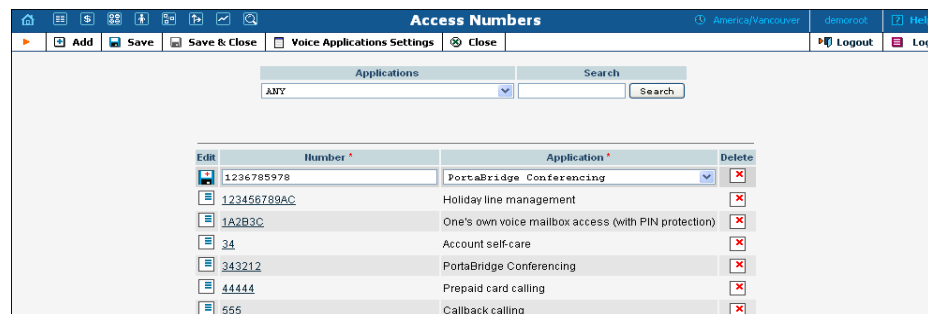 Access Numbers America/Vancouver demoroot Help
Add Save Save & Close Voice Applications Settings Close Logout
Applications Search
ANY Search
Edit Number * Application * Delete
1236785978 PortaBridge Conferencing
123456789AC Holiday line management
1A2B3C One's own voice mailbox access (with PIN protection)
34 Account self-care
343212 PortaBridge Conferencing
44444 Prepaid card calling
555 Callback calling